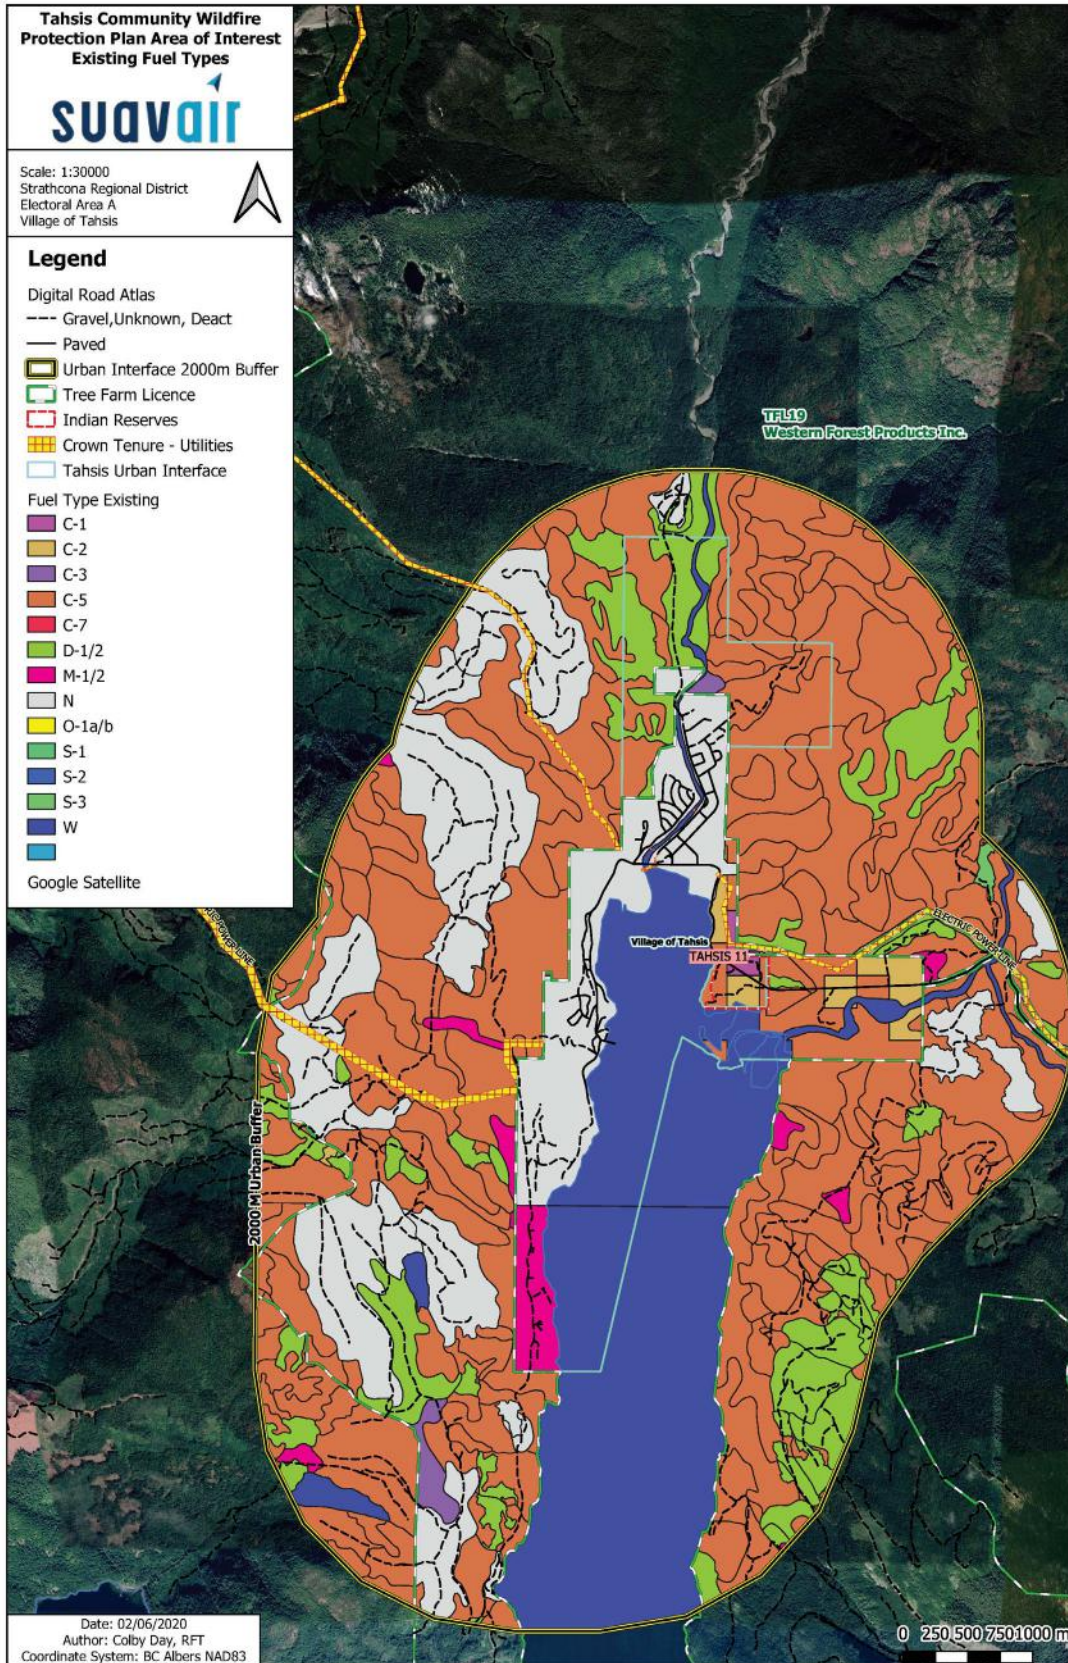 Tahsis Community Wildfire
Protection Plan Area of Interest
Existing Fuel Types
suavair
Scale: 1:30000
Strathcona Regional District
Electoral Area A
Village of Tahsis
Legend
Digital Road Atlas
Gravel,Unknown, Deact
Paved
Urban Interface 2000m Buffer
Tree Farm Licence
Indian Reserves
Crown Tenure - Utilities
Tahsis Urban Interface
Fuel Type Existing
C-1
C-2
C-3
C-5
C-7
D-1/2
M-1/2
N
O-1a/b
S-1
S-2
S-3
W
Google Satellite
TFL19
Western Forest Products Inc.
POWER LINE
ELECTRIC POWER LINE
Village of Tahsis
TAHSIS 11
2000 M Urban Buffer
Date: 02/06/2020
Author: Colby Day, RFT
Coordinate System: BC Albers NAD83
0 250 500 750 1000 m